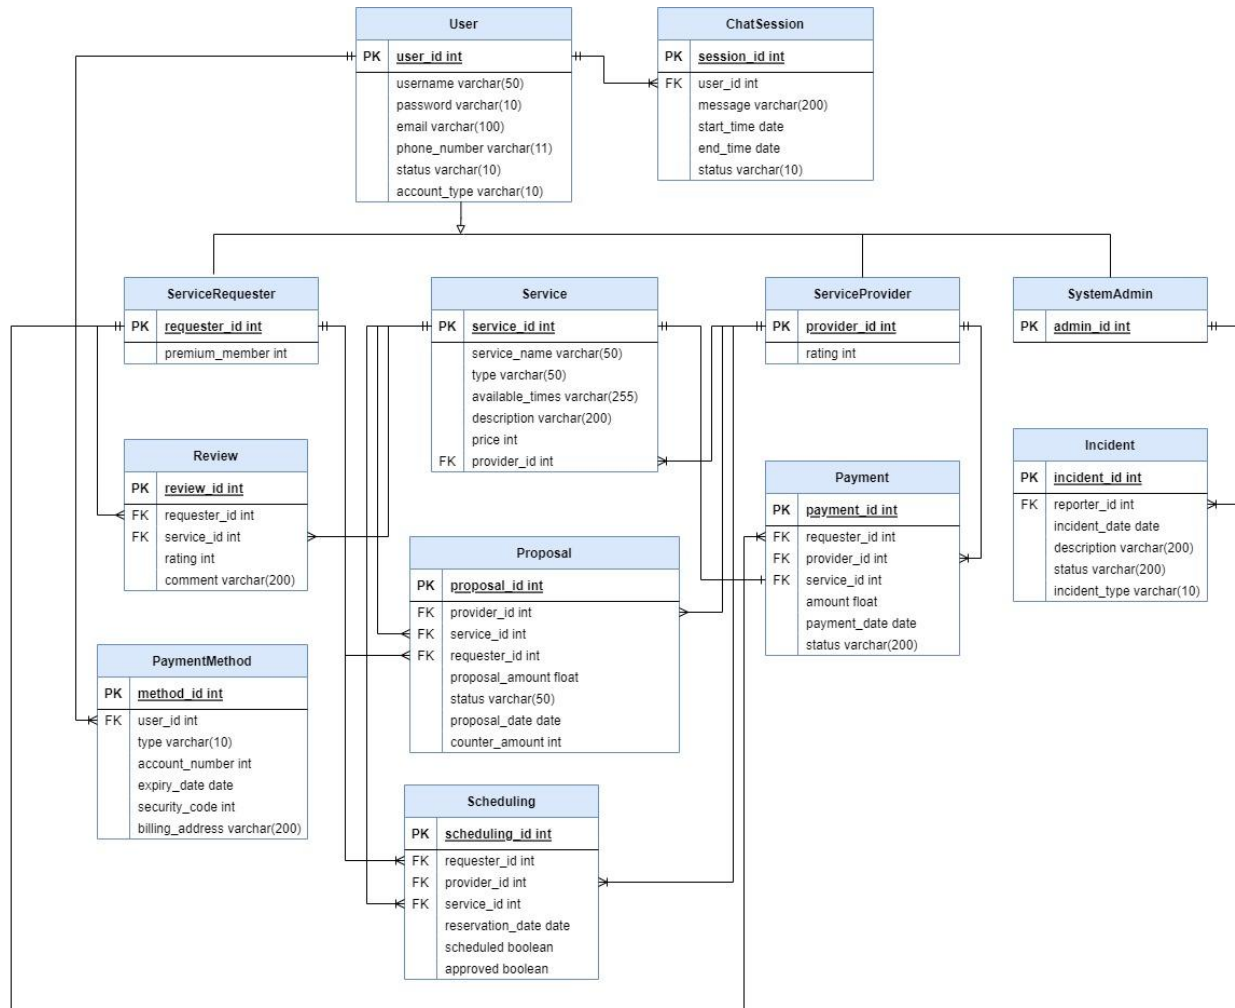 User
PK user_id int
username varchar(50)
password varchar(10)
email varchar(100)
phone_number varchar(11)
status varchar(10)
account_type varchar(10)
ChatSession
PK session_id int
FK user_id int
message varchar(200)
start_time date
end_time date
status varchar(10)
ServiceRequester
PK requester_id int
premium_member int
Service
PK service_id int
service_name varchar(50)
type varchar(50)
available_times varchar(255)
description varchar(200)
price int
FK provider_id int
ServiceProvider
PK provider_id int
rating int
SystemAdmin
PK admin_id int
Review
PK review_id int
FK requester_id int
FK service_id int
rating int
comment varchar(200)
Proposal
PK proposal_id int
FK provider_id int
FK service_id int
FK requester_id int
proposal_amount float
status varchar(50)
proposal_date date
counter_amount int
Payment
PK payment_id int
FK requester_id int
FK provider_id int
FK service_id int
amount float
payment_date date
status varchar(200)
Incident
PK incident_id int
FK reporter_id int
incident_date date
description varchar(200)
status varchar(200)
incident_type varchar(10)
PaymentMethod
PK method_id int
FK user_id int
type varchar(10)
account_number int
expiry_date date
security_code int
billing_address varchar(200)
Scheduling
PK scheduling_id int
FK requester_id int
FK provider_id int
FK service_id int
reservation_date date
scheduled boolean
approved boolean